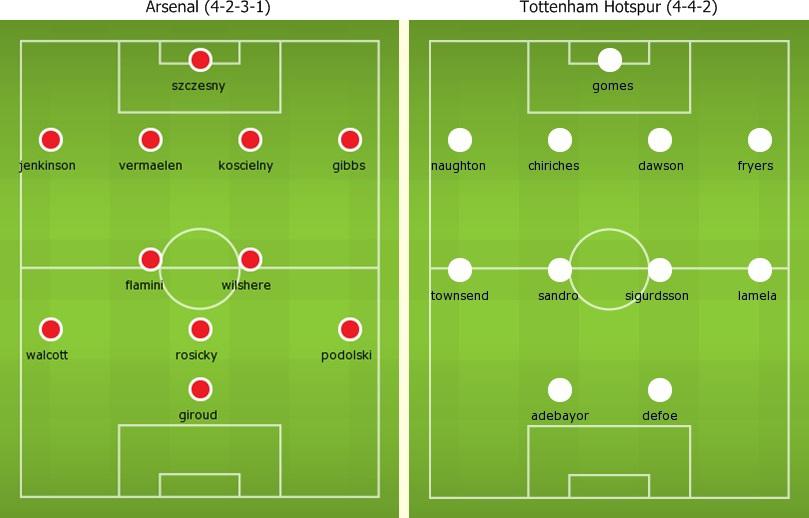 Arsenal (4-2-3-1)
szczesny
jenkinson vermaelen koscielny gibbs
flamini wilshere
walcott rosicky podolski
giroud
Tottenham Hotspur (4-4-2)
gomes
naughton chiriches dawson fryers
townsend sandro sigurdsson lamela
adebayor defoe